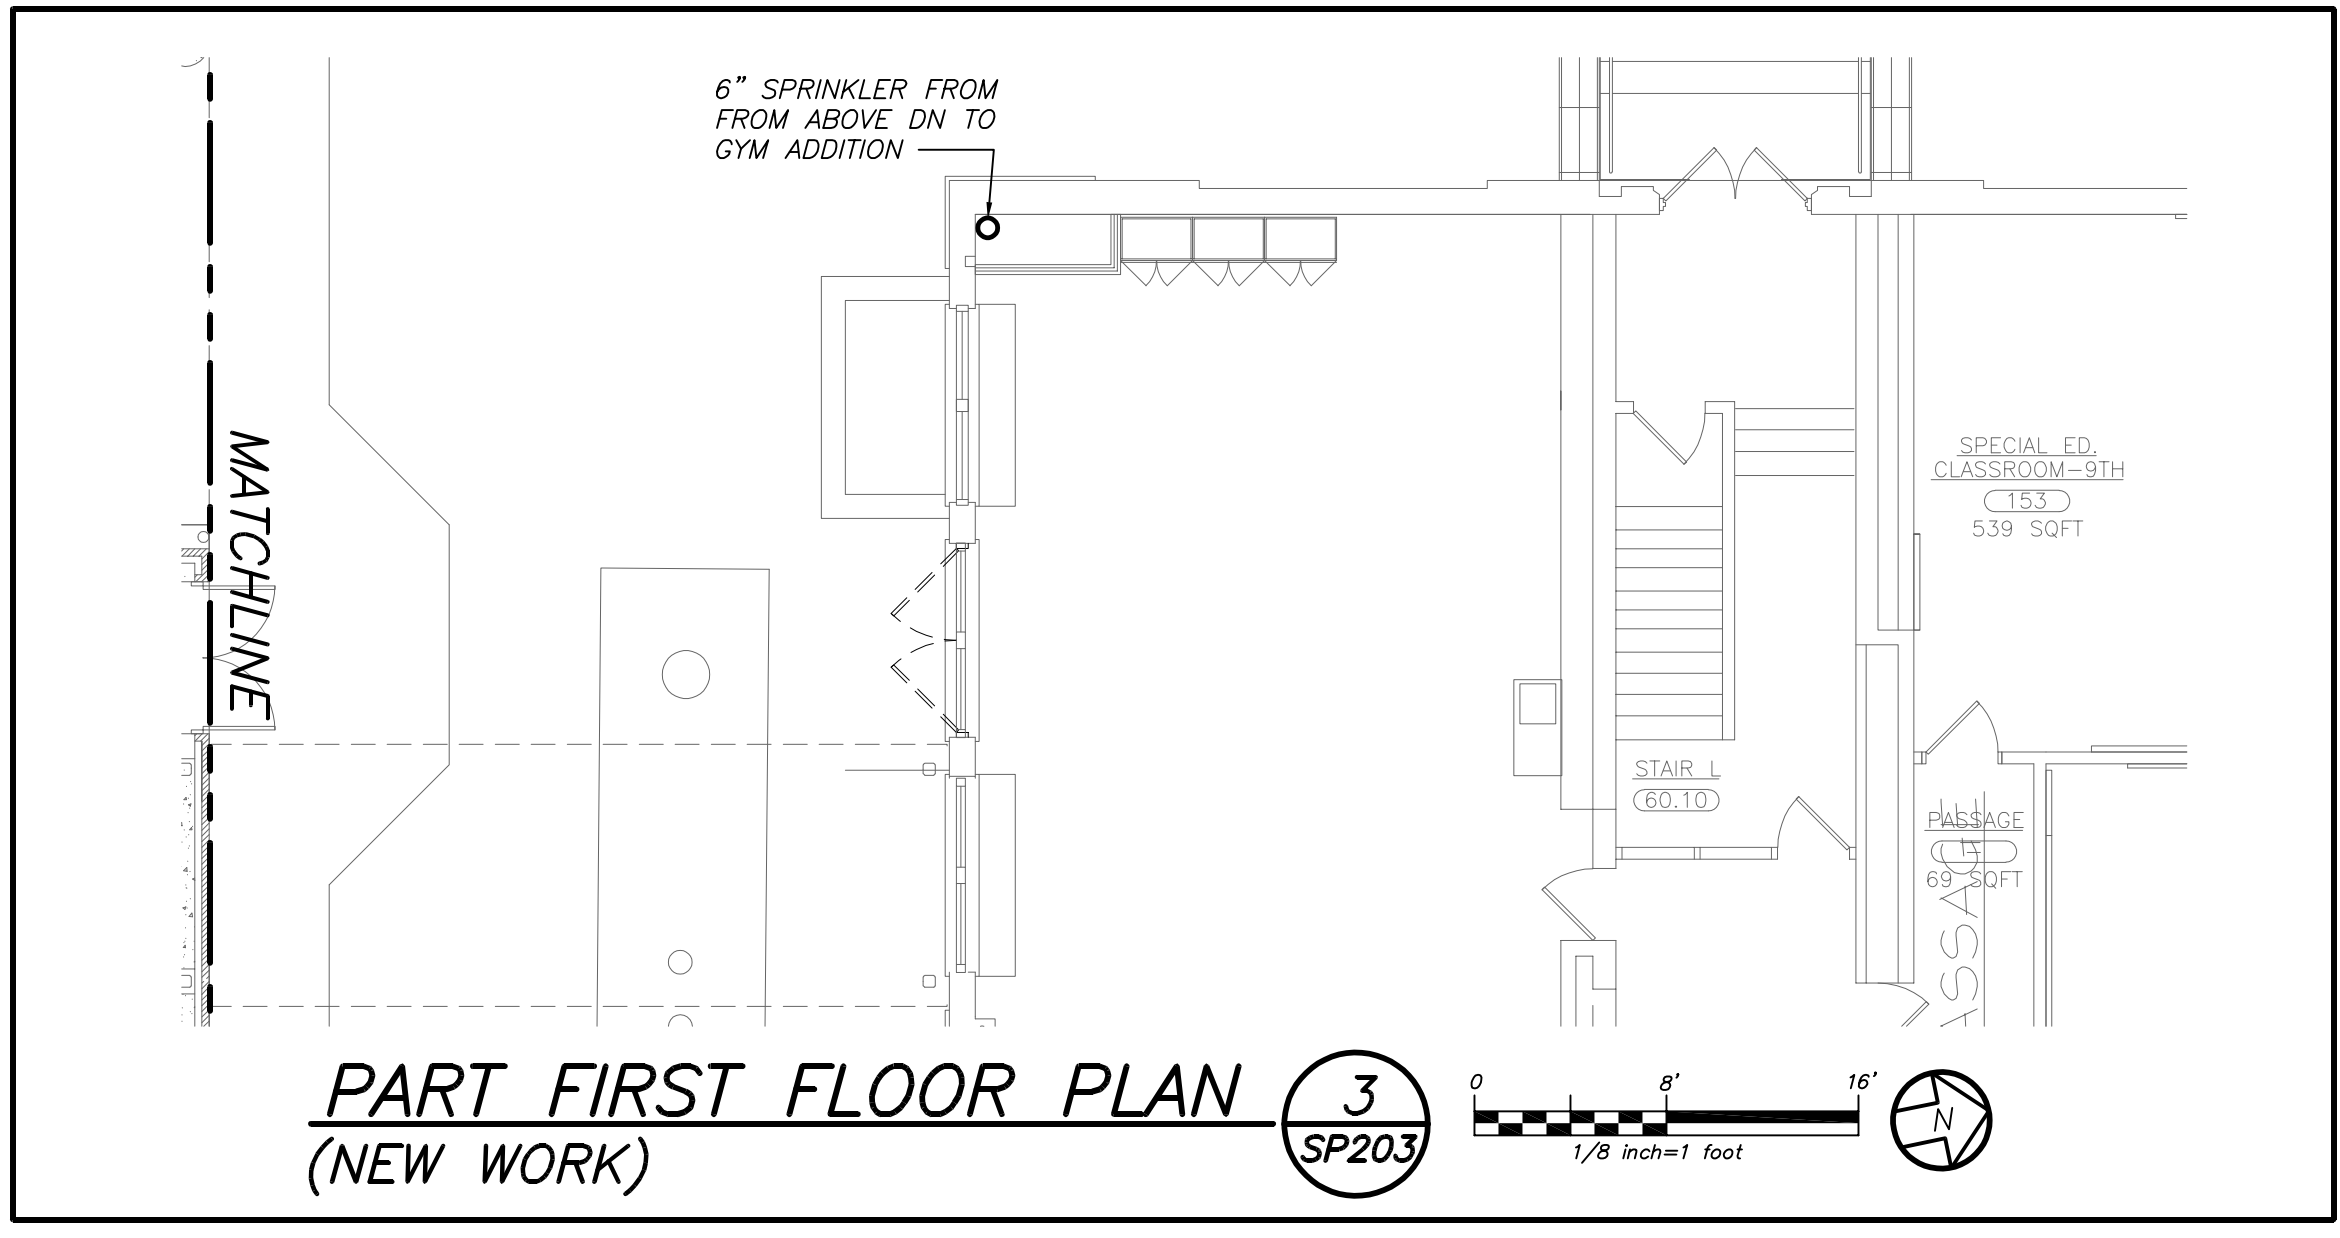 6" SPRINKLER FROM
FROM ABOVE DN TO
GYM ADDITION
MATCHLINE
SPECIAL ED.
CLASSROOM-9TH
153
539 SQFT
STAIR L
60.10
PASSAGE
69 SQFT
PART FIRST FLOOR PLAN
(NEW WORK)
3
SP203
0 8' 16'
1/8 inch=1 foot
N